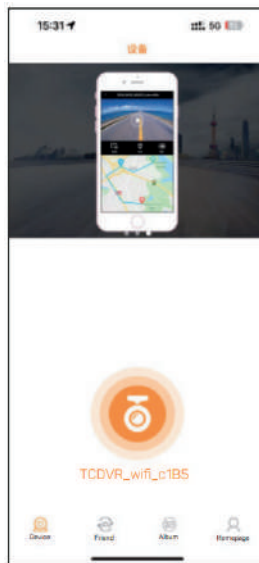 15:31
5G
设备
TCDVR_wifi_c1B5
Device
Friend
Album
Homepage